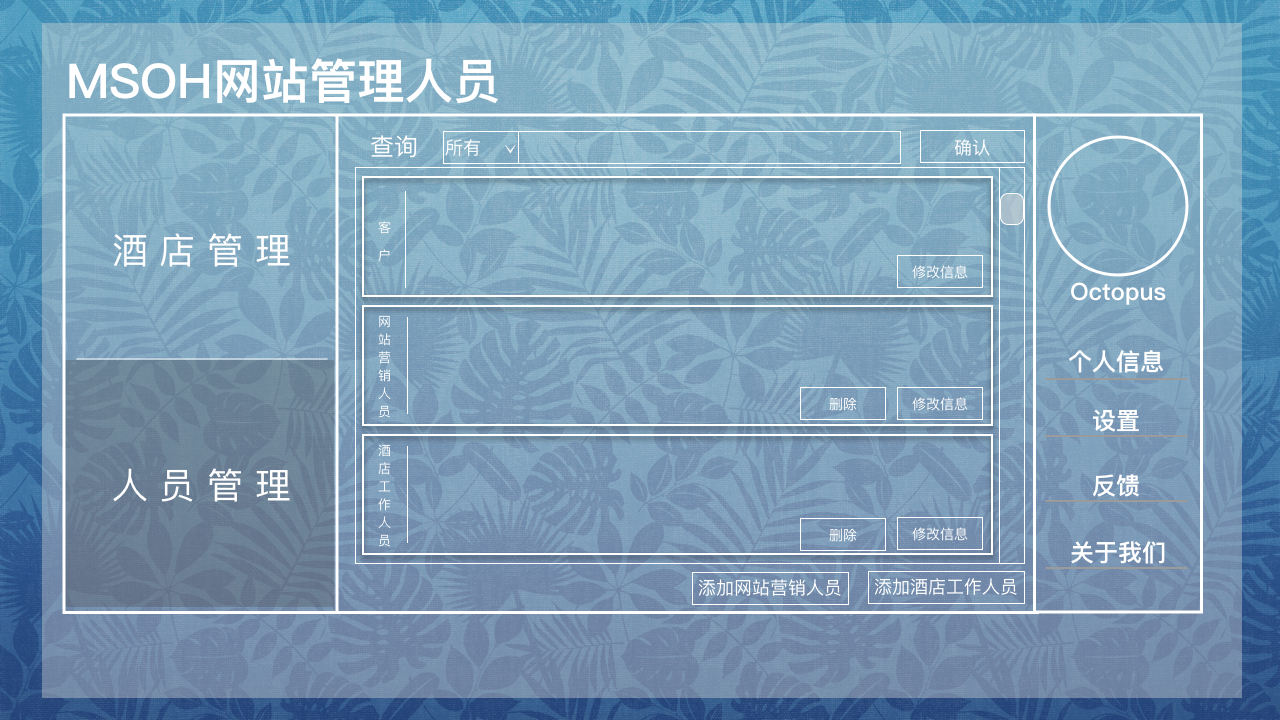 MSOH网站管理人员
酒店管理
人员管理
查询
所有
确认
客户
修改信息
网站营销人员
删除
修改信息
酒店工作人员
删除
修改信息
添加网站营销人员
添加酒店工作人员
Octopus
个人信息
设置
反馈
关于我们